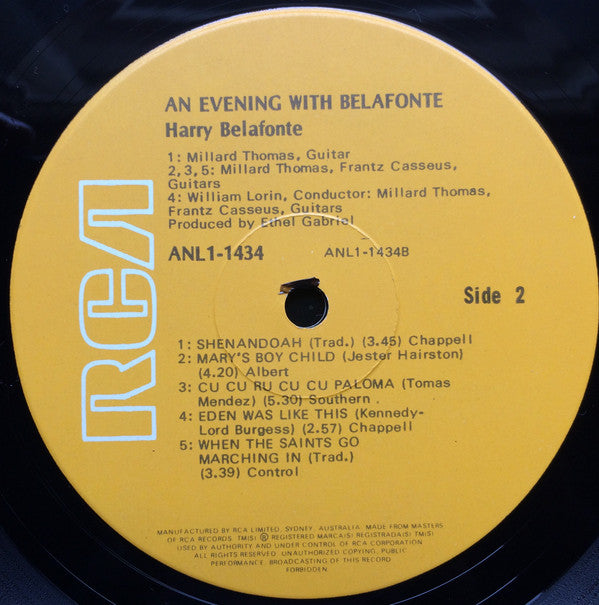 AN EVENING WITH BELAFONTE
Harry Belafonte
1: Millard Thomas, Guitar
2,3,5: Millard Thomas, Frantz Casseus,
Guitars
4: William Lorin, Conductor: Millard Thomas,
Frantz Casseus, Guitars
Produced by Ethel Gabriel
ANL1-1434 ANL1-1434B
RCA
Side 2
1: SHENANDOAH (Trad.) (3.45) Chappell
2: MARY'S BOY CHILD (Jester Hairston)
(4.20) Albert
3: CU CU RU CU CU PALOMA (Tomas
Mendez) (5.30) Southern .
4: EDEN WAS LIKE THIS (Kennedy-
Lord Burgess) (2.57) Chappell
5: WHEN THE SAINTS GO
MARCHING IN (Trad.)
(3.39) Control
MANUFACTURED BY RCA LIMITED, SYDNEY, AUSTRALIA. MADE FROM MASTERS
OF RCA RECORDS. TM(S) ® REGISTERED MARCA(S) REGISTRADA(S) TM(S)
USED BY AUTHORITY AND UNDER CONTROL OF RCA CORPORATION
ALL RIGHTS RESERVED. UNAUTHORIZED COPYING, PUBLIC
PERFORMANCE, BROADCASTING OF THIS RECORD
FORBIDDEN.